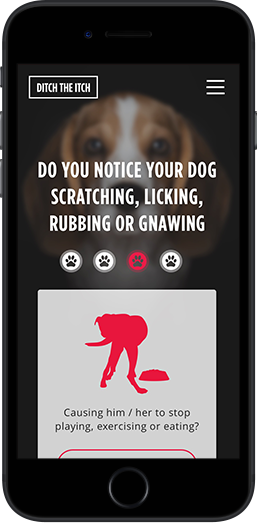 DITCH THE ITCH
DO YOU NOTICE YOUR DOG
SCRATCHING, LICKING,
RUBBING OR GNAWING
Causing him / her to stop
playing, exercising or eating?